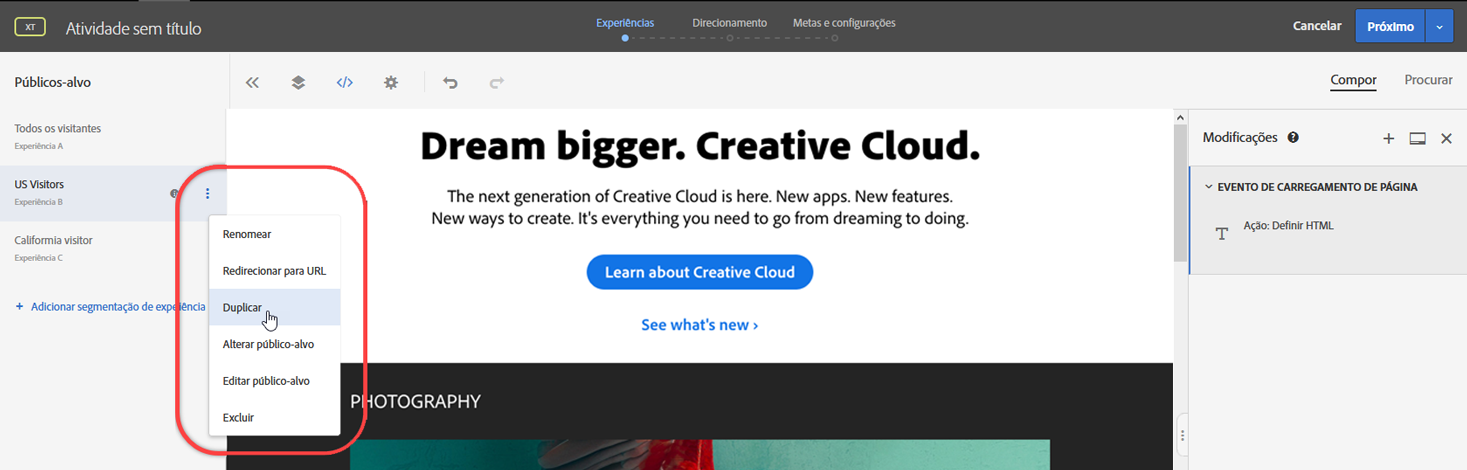 XT
Atividade sem título
Experiências
Direcionamento
Metas e configurações
Cancelar
Próximo
Públicos-alvo
Compor
Procurar
Todos os visitantes
Experiência A
US Visitors
Experiência B
California visitor
Experiência C
+ Adicionar segmentação de expeiência
Renomear
Redirecionar para URL
Duplicar
Alterar público-alvo
Editar público-alvo
Excluir
Dream bigger. Creative Cloud.
The next generation of Creative Cloud is here. New apps. New features.
New ways to create. It's everything you need to go from dreaming to doing.
Learn about Creative Cloud
See what's new ›
PHOTOGRAPHY
Modificações
EVENTO DE CARREGAMENTO DE PÁGINA
Ação: Definir HTML